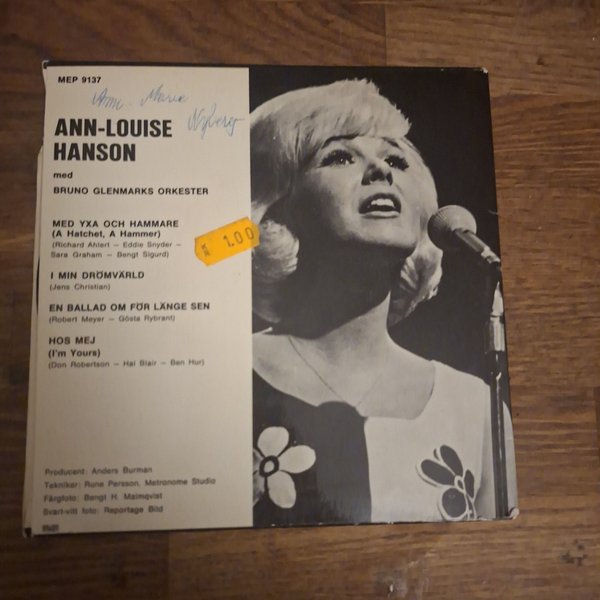 MEP 9137
Ann-Marie
Nyberg
ANN-LOUISE
HANSON
med
BRUNO GLENMARKS ORKESTER
MED YXA OCH HAMMARE
(A Hatchet, A Hammer)
(Richard Ahlert — Eddie Snyder —
Sara Graham — Bengt Sigurd)
KR 1.00
I MIN DRÖMVÄRLD
(Jens Christian)
EN BALLAD OM FÖR LÄNGE SEN
(Robert Meyer — Gösta Rybrant)
HOS MEJ
(I'm Yours)
(Don Robertson — Hal Blair — Ben Hur)
Producent: Anders Burman
Tekniker: Rune Persson, Metronome Studio
Färgfoto: Bengt H. Malmqvist
Svart-vitt foto: Reportage Bild